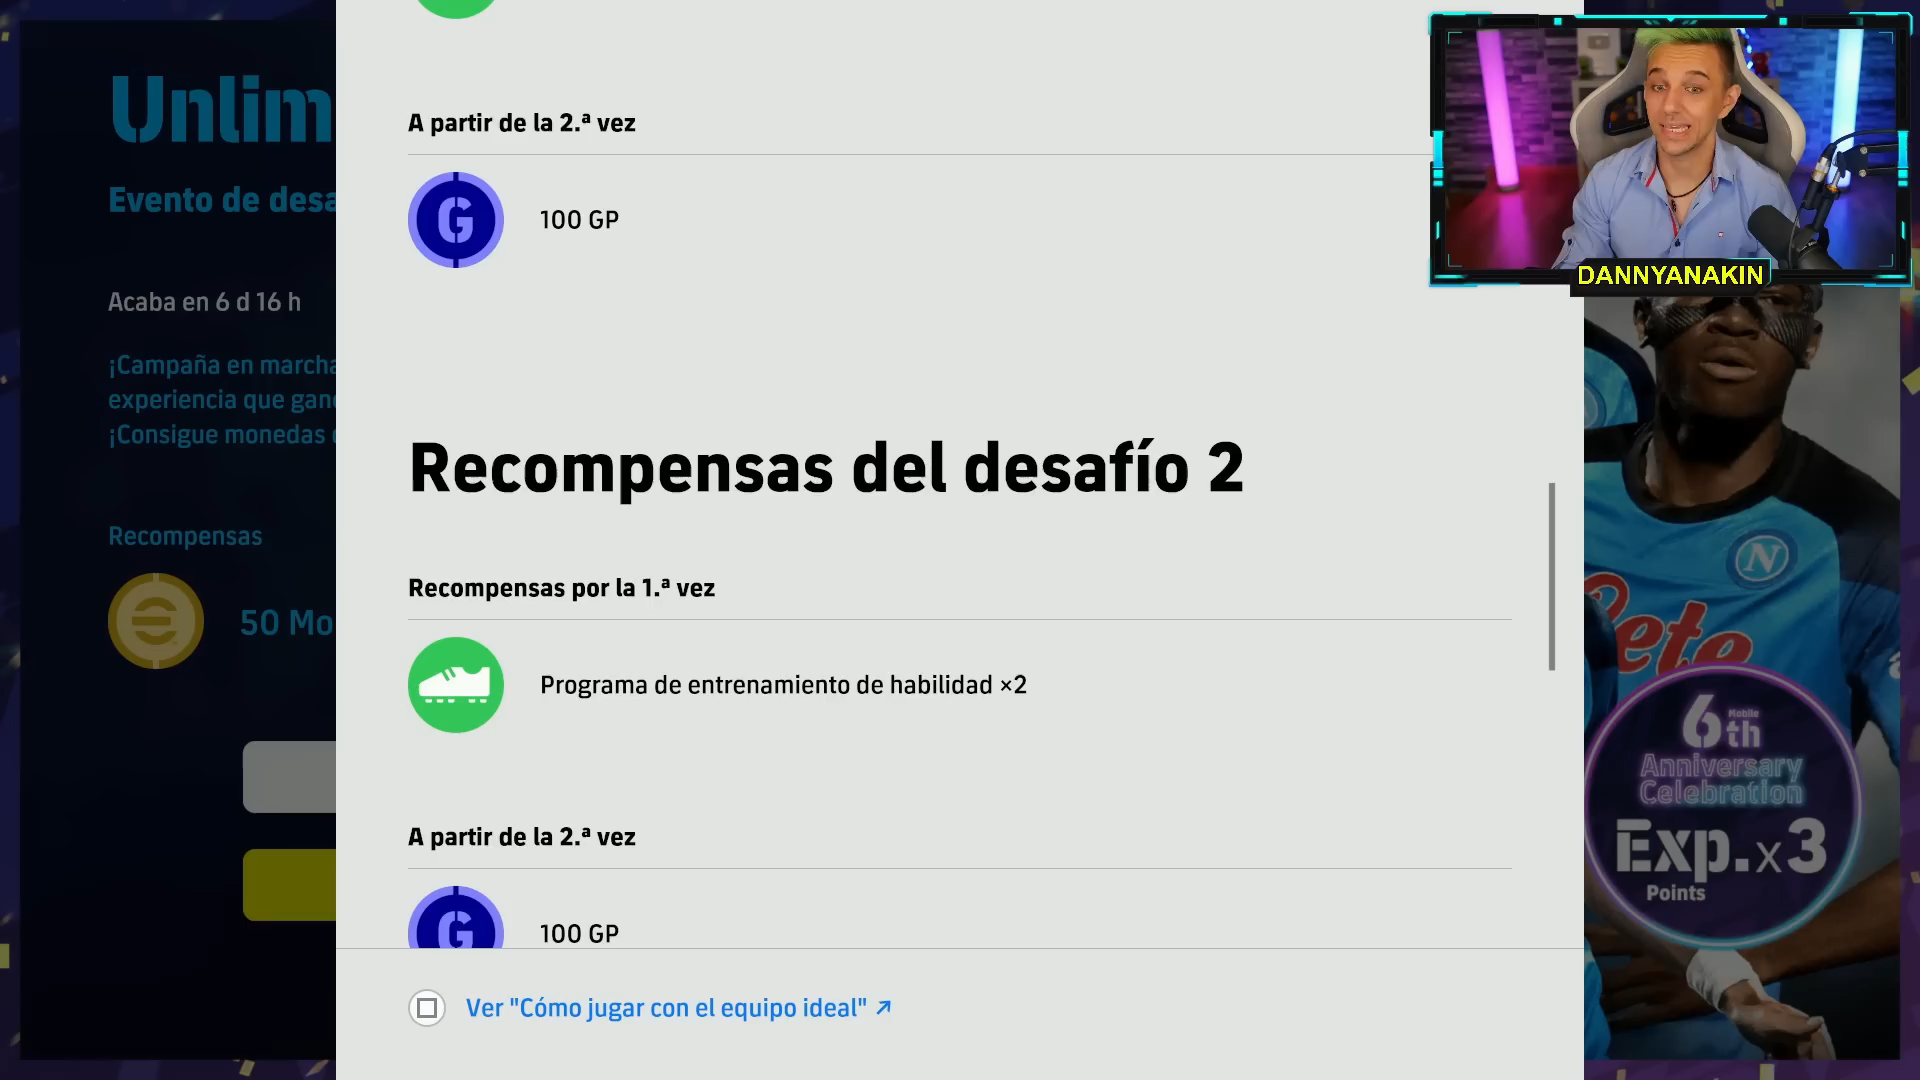 Unlim
Evento de desa
Acaba en 6 d 16 h
¡Campaña en marcha
experiencia que gan
¡Consigue monedas
Recompensas
50 Mo
A partir de la 2.ª vez
G
100 GP
Recompensas del desafío 2
Recompensas por la 1.ª vez
Programa de entrenamiento de habilidad ×2
A partir de la 2.ª vez
G
100 GP
Ver "Cómo jugar con el equipo ideal" ↗
DANNYANAKIN
N
Lete
Mobile
6th
Anniversary
Celebration
Exp. x 3
Points